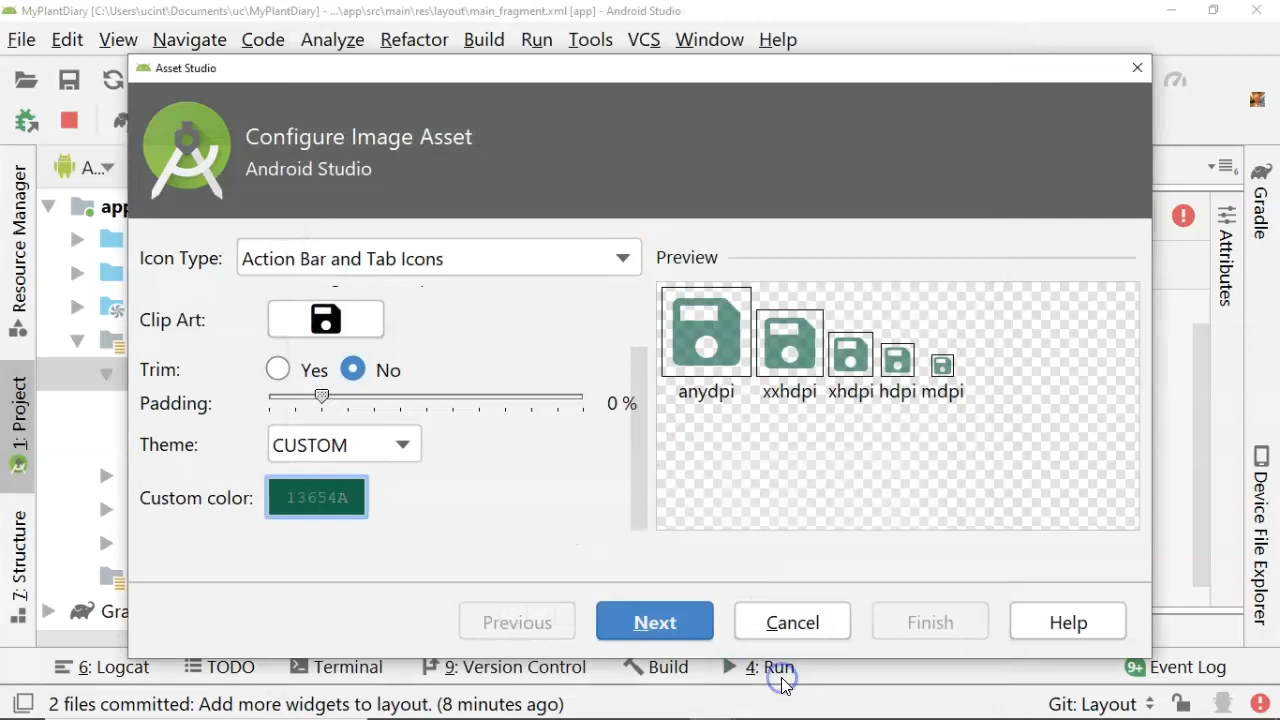 MyPlantDiary [C:\Users\ucint\Documents\uc\MyPlantDiary] - ...\app\src\main\res\layout\main_fragment.xml [app] - Android Studio
File Edit View Navigate Code Analyze Refactor Build Run Tools VCS Window Help
Asset Studio
Configure Image Asset
Android Studio
Icon Type: Action Bar and Tab Icons
Clip Art:
Trim: Yes No
Padding: 0 %
Theme: CUSTOM
Custom color: 13654A
Preview
anydpi xxhdpi xhdpi hdpi mdpi
Previous Next Cancel Finish Help
Resource Manager
1: Project
7: Structure
A...
app
Gra
Gradle
Attributes
Device File Explorer
6: Logcat TODO Terminal 9: Version Control Build 4: Run 9+ Event Log
2 files committed: Add more widgets to layout. (8 minutes ago) Git: Layout